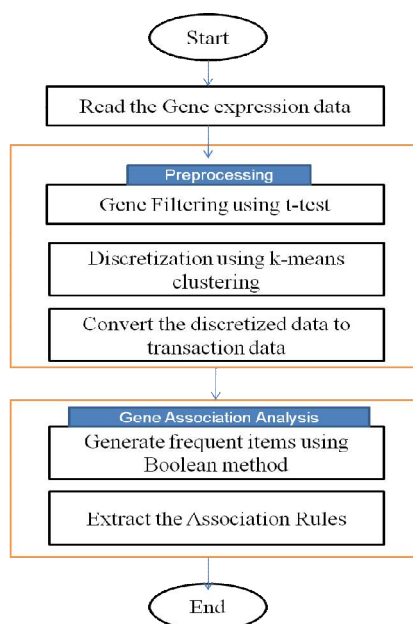 Start
Read the Gene expression data
Preprocessing
Gene Filtering using t-test
Discretization using k-means
clustering
Convert the discretized data to
transaction data
Gene Association Analysis
Generate frequent items using
Boolean method
Extract the Association Rules
End